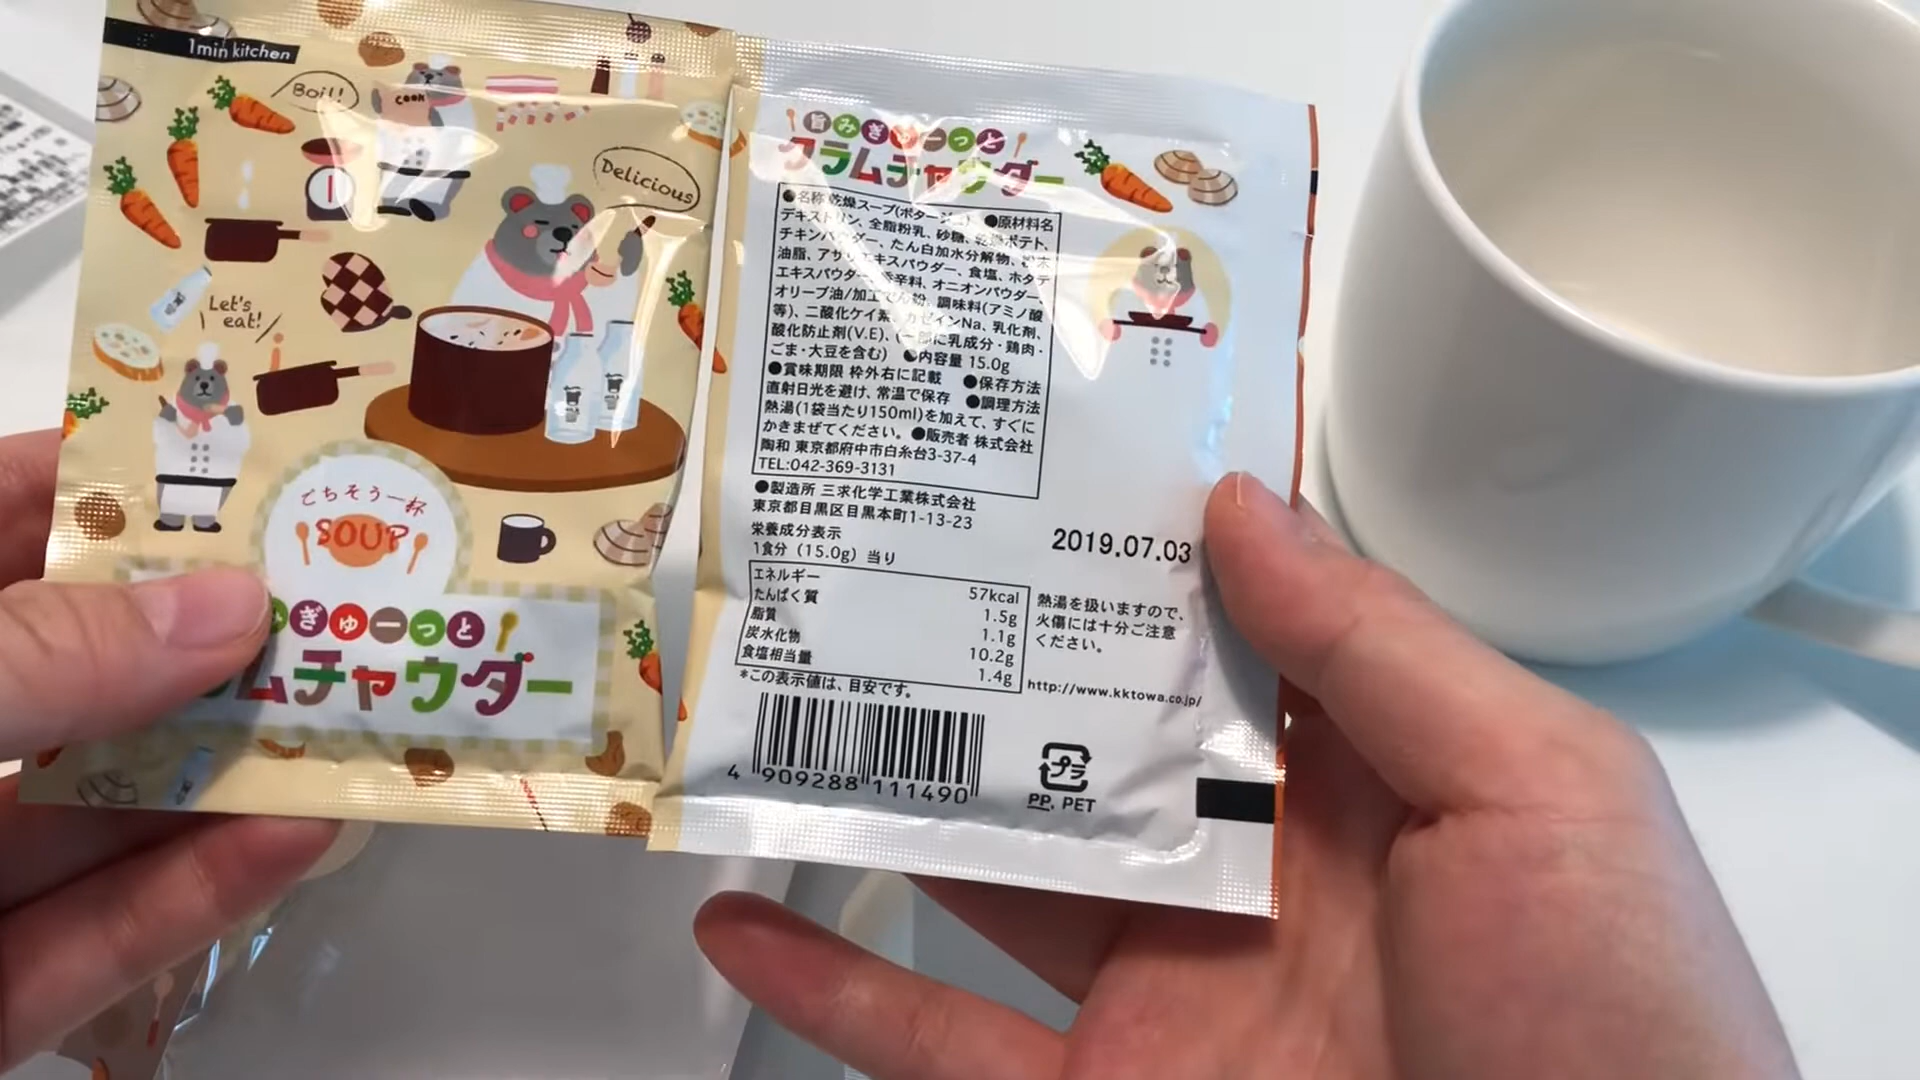 1min kitchen
Boil!
COOK
Delicious
Let's
eat!
ごちそう一杯
SOUP
ぎゅーっと
ムチャウダー
旨みぎゅーっと
クラムチャウダー
●名称 乾燥スープ(ポタージュ) ●原材料名
デキストリン、全脂粉乳、砂糖、乾燥ポテト、
チキンパウダー、たん白加水分解物、粉末
油脂、アサリエキスパウダー、食塩、ホタテ
エキスパウダー、香辛料、オニオンパウダー、
オリーブ油/加工でん粉、調味料(アミノ酸
等)、二酸化ケイ素、カゼインNa、乳化剤、
酸化防止剤(V.E)、(一部に乳成分・鶏肉・
ごま・大豆を含む) ●内容量 15.0g
●賞味期限 枠外右に記載 ●保存方法
直射日光を避け、常温で保存 ●調理方法
熱湯(1袋当たり150ml)を加えて、すぐに
かきまぜてください。●販売者 株式会社
陶和 東京都府中市白糸台3-37-4
TEL:042-369-3131
●製造所 三求化学工業株式会社
東京都目黒区目黒本町1-13-23
栄養成分表示
1食分(15.0g)当り
エネルギー 57kcal
たんぱく質 1.5g
脂質 1.1g
炭水化物 10.2g
食塩相当量 1.4g
*この表示値は、目安です。
2019.07.03
熱湯を扱いますので、
火傷には十分ご注意
ください。
http://www.kktowa.co.jp/
4 909288 111490
プラ
PP, PET